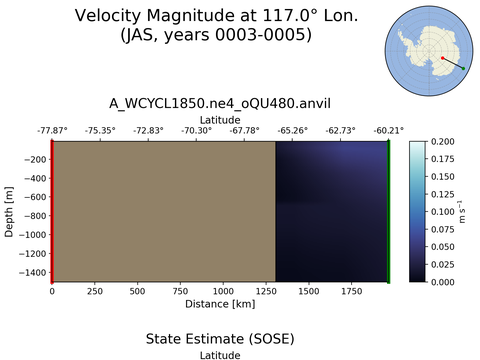 Velocity Magnitude at 117.0° Lon.
(JAS, years 0003-0005)
A_WCYCL1850.ne4_oQU480.anvil
Latitude
-77.87° -75.35° -72.83° -70.30° -67.78° -65.26° -62.73° -60.21°
0.200
0.175
0.150
0.125
0.100
0.075
0.050
0.025
0.000
m s⁻¹
Depth [m]
−200
−400
−600
−800
−1000
−1200
−1400
0 250 500 750 1000 1250 1500 1750
Distance [km]
State Estimate (SOSE)
Latitude